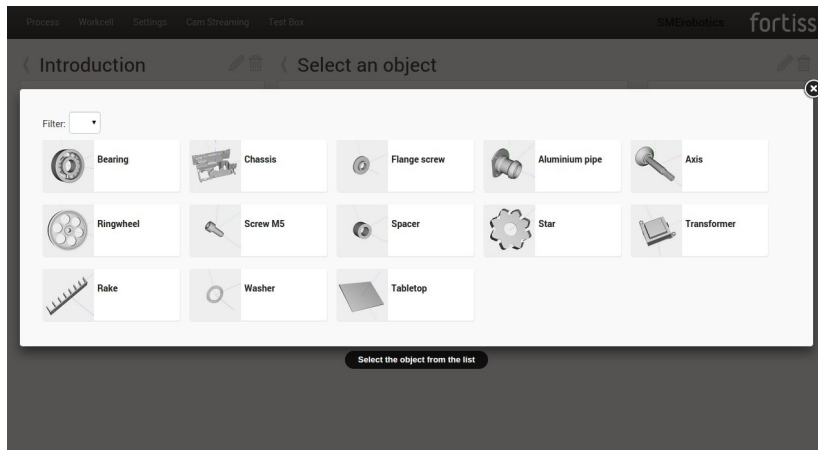 Process Workcell Settings Cam Streaming Test Box SMErobotics fortiss
Introduction Select an object
Filter:
Bearing Chassis Flange screw Aluminium pipe Axis
Ringwheel Screw M5 Spacer Star Transformer
Rake Washer Tabletop
Select the object from the list